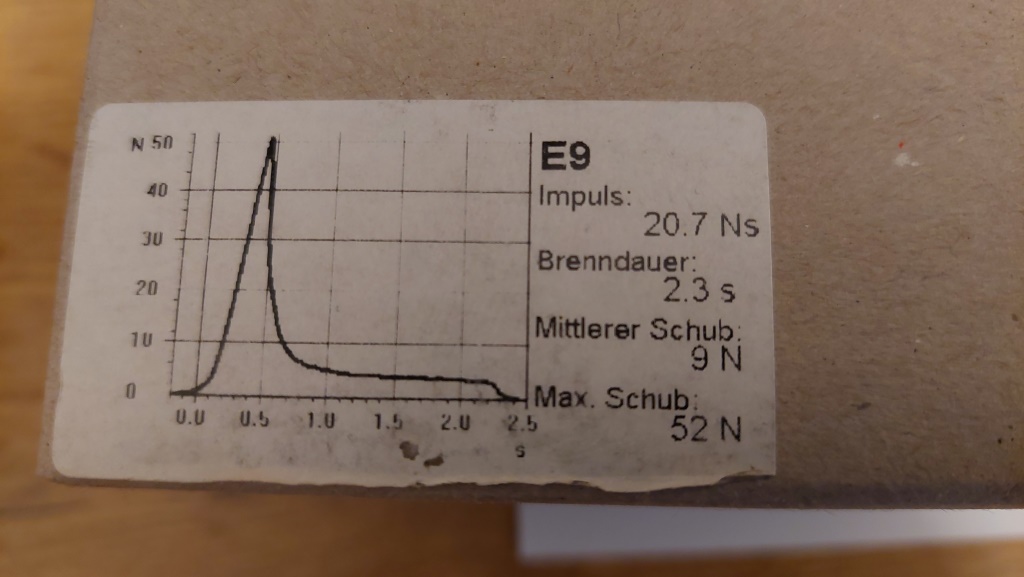 N 50
40
30
20
10
0
0.0 0.5 1.0 1.5 2.0 2.5
s
E9
Impuls:
20.7 Ns
Brenndauer:
2.3 s
Mittlerer Schub:
9 N
Max. Schub:
52 N